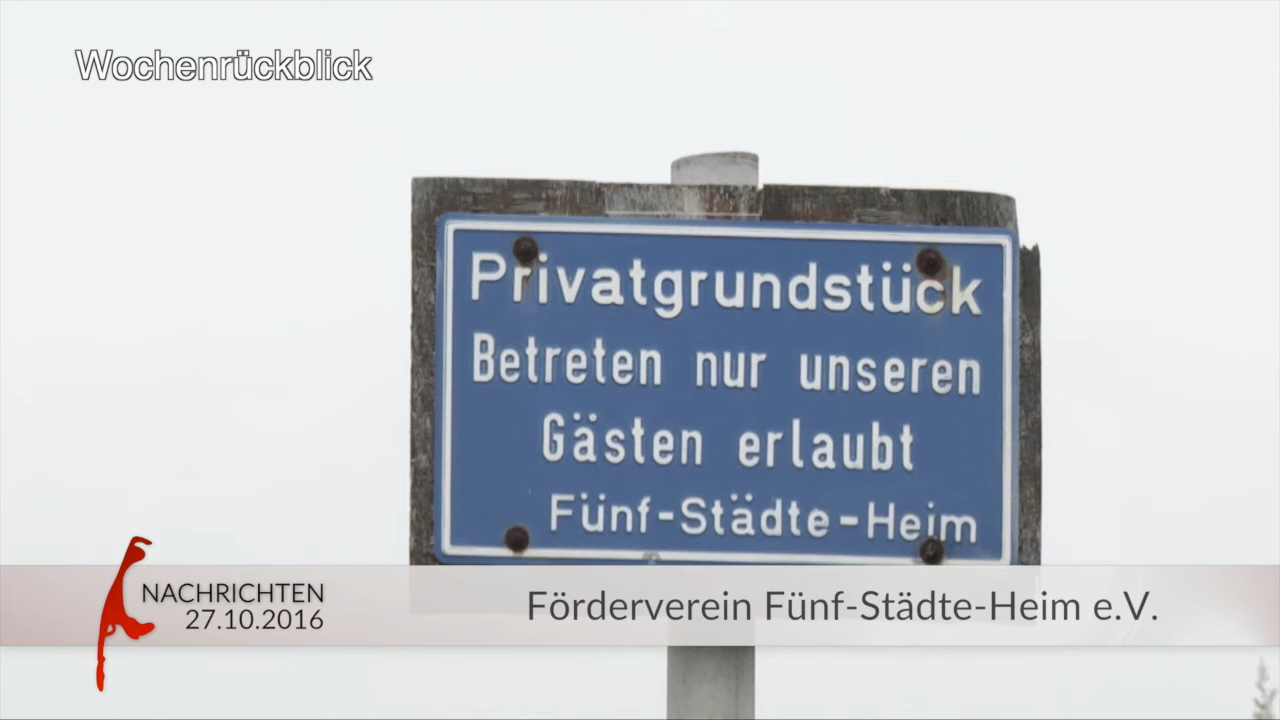 Wochenrückblick
Privatgrundstück
Betreten nur unseren
Gästen erlaubt
Fünf-Städte-Heim
NACHRICHTEN
27.10.2016
Förderverein Fünf-Städte-Heim e.V.